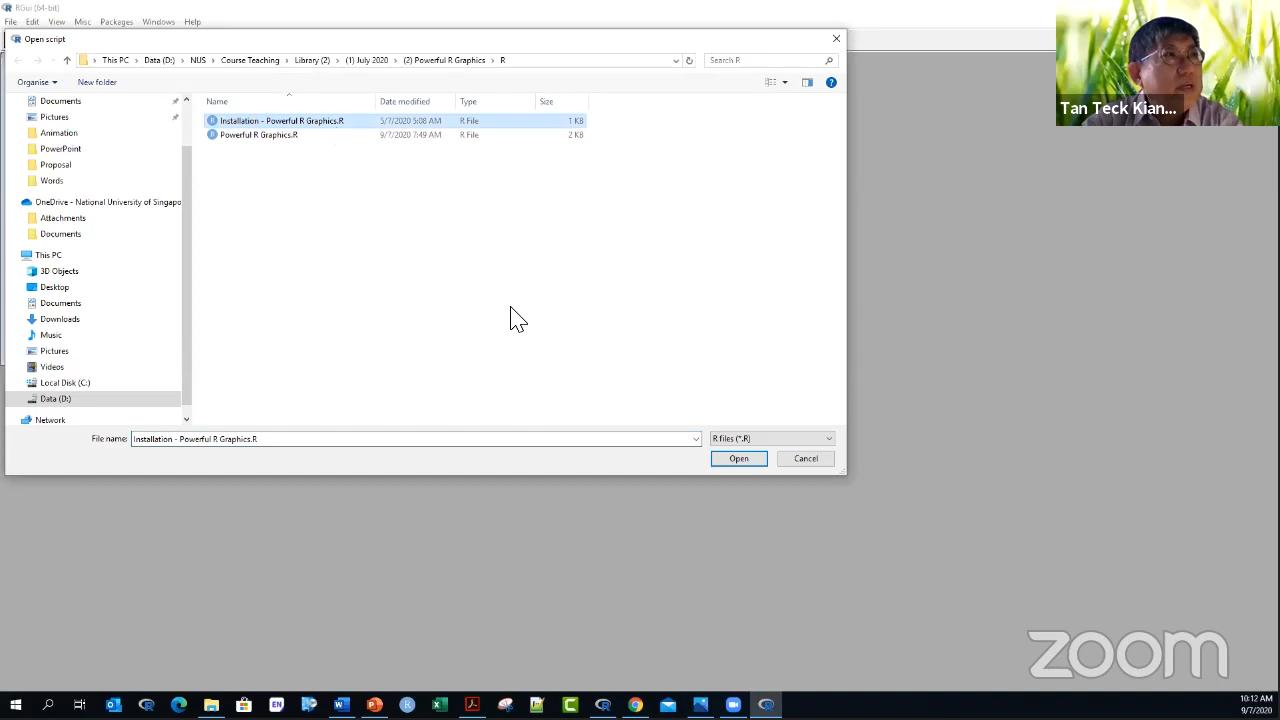 RGui (64-bit)
File Edit View Misc Packages Windows Help
Open script
This PC > Data (D:) > NUS > Course Teaching > Library (2) > (1) July 2020 > (2) Powerful R Graphics > R
Search R
Organise New folder
Name Date modified Type Size
Documents
Pictures
Animation
PowerPoint
Proposal
Words
OneDrive - National University of Singapo
Attachments
Documents
This PC
3D Objects
Desktop
Documents
Downloads
Music
Pictures
Videos
Local Disk (C:)
Data (D:)
Network
Installation - Powerful R Graphics.R 5/7/2020 5:08 AM R File 1 KB
Powerful R Graphics.R 9/7/2020 7:49 AM R File 2 KB
File name: Installation - Powerful R Graphics.R
R files (*.R)
Open Cancel
Tan Teck Kian...
zoom
EN
10:12 AM
9/7/2020